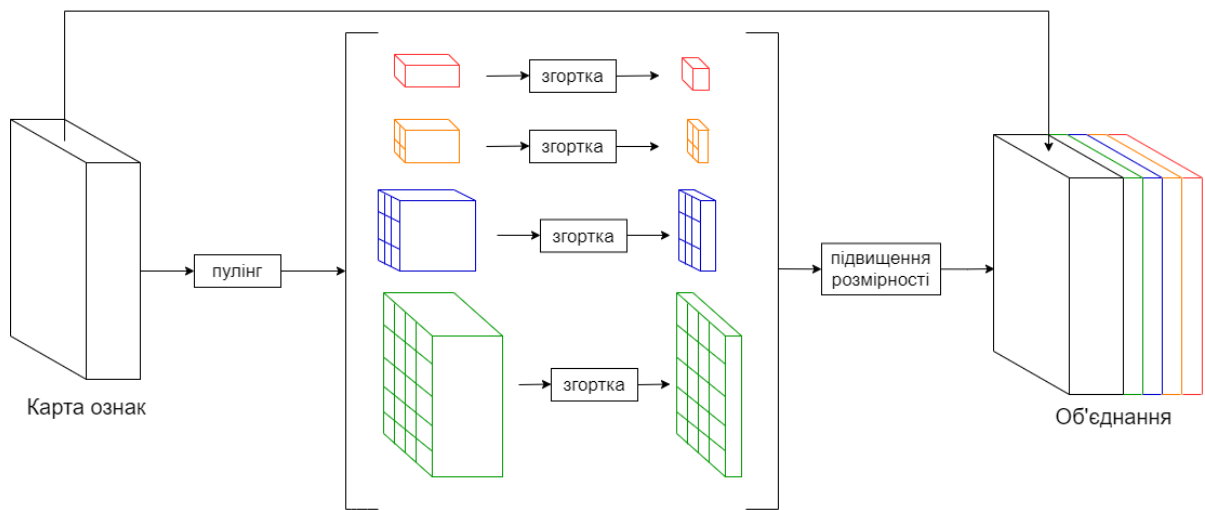 згортка
згортка
згортка
згортка
пулінг
підвищення
розмірності
Карта ознак
Об'єднання